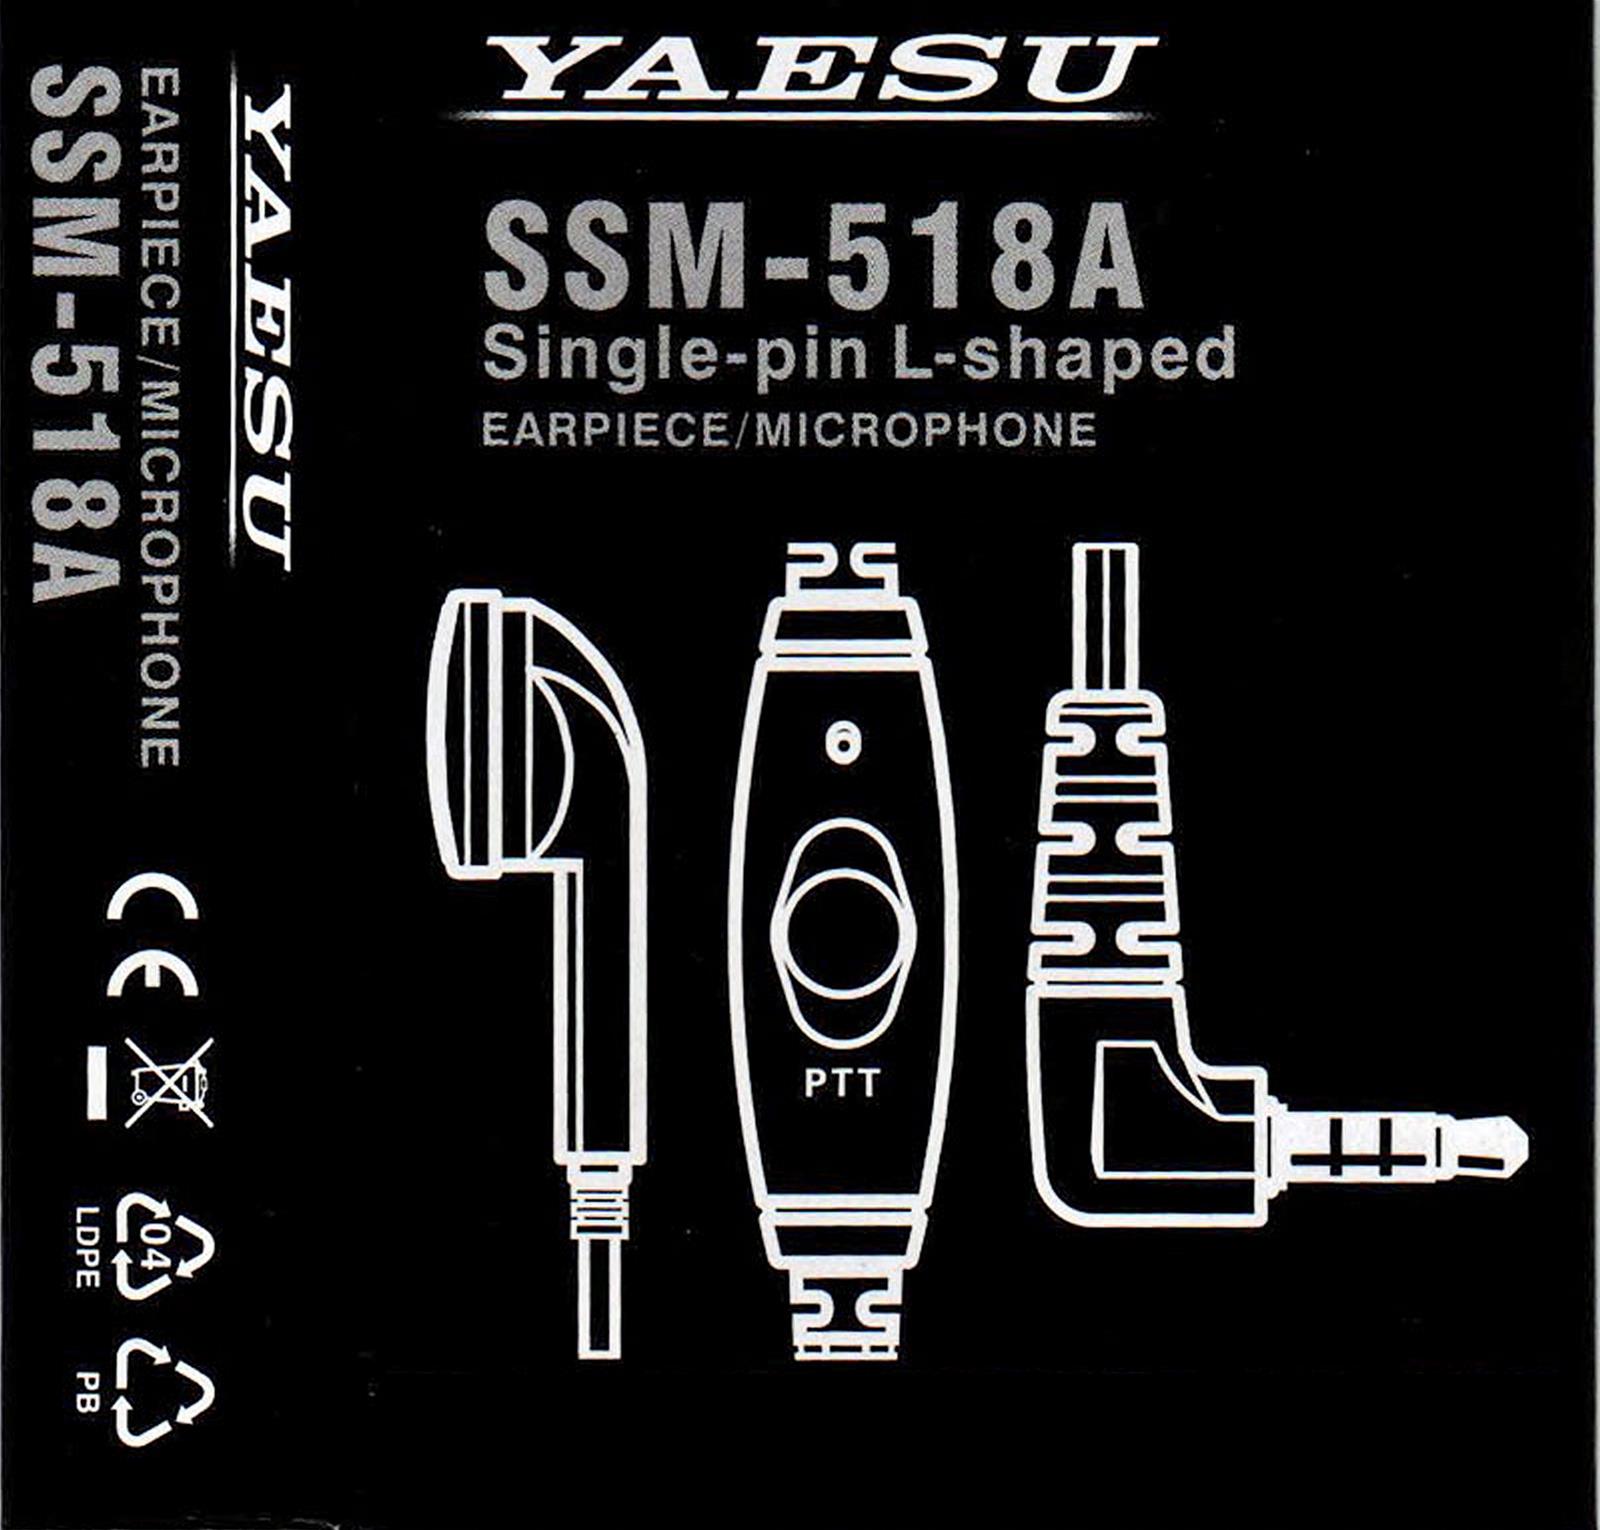 YAESU
SSM-518A
Single-pin L-shaped
EARPIECE/MICROPHONE
PTT
YAESU
EARPIECE/MICROPHONE
SSM-518A
CE
04
LDPE
PB